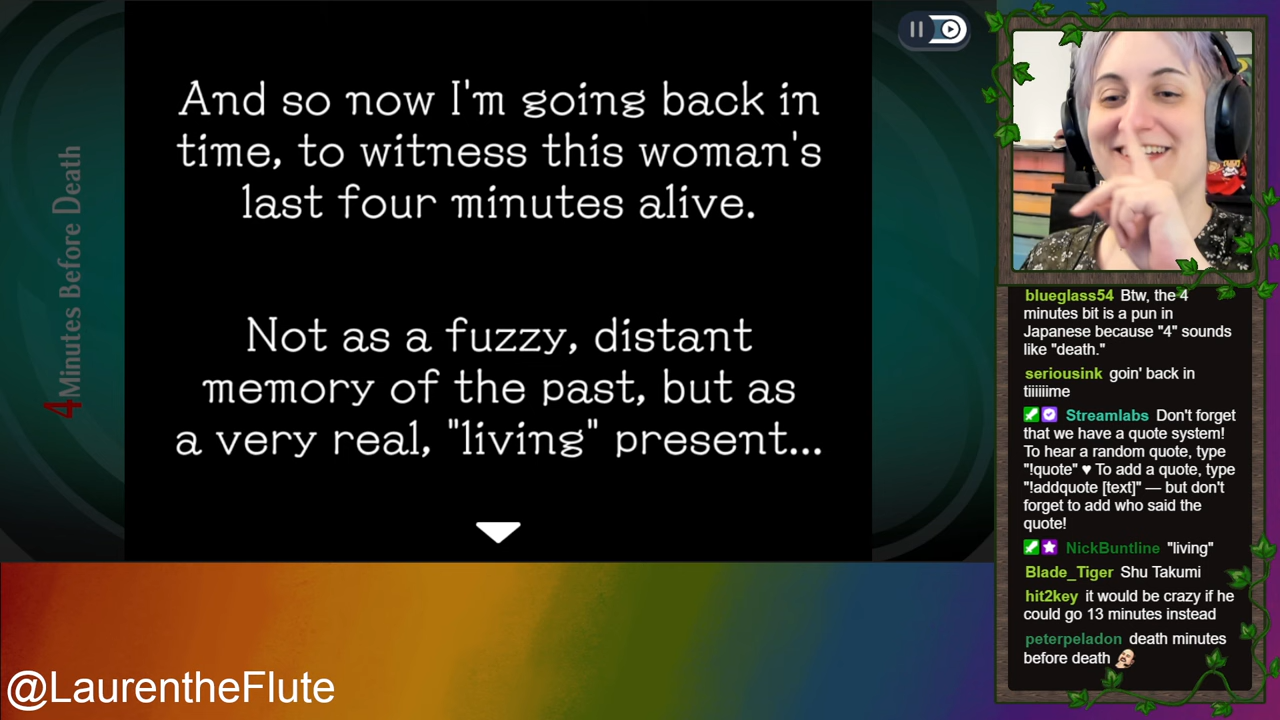 4 Minutes Before Death
And so now I'm going back in
time, to witness this woman's
last four minutes alive.
Not as a fuzzy, distant
memory of the past, but as
a very real, "living" present...
@LaurentheFlute
blueglass54 Btw, the 4
minutes bit is a pun in
Japanese because "4" sounds
like "death."
seriousink goin' back in
tiiiiiime
Streamlabs Don't forget
that we have a quote system!
To hear a random quote, type
"!quote" ♥ To add a quote, type
"!addquote [text]" — but don't
forget to add who said the
quote!
NickBuntline "living"
Blade_Tiger Shu Takumi
hit2key it would be crazy if he
could go 13 minutes instead
peterpeladon death minutes
before death